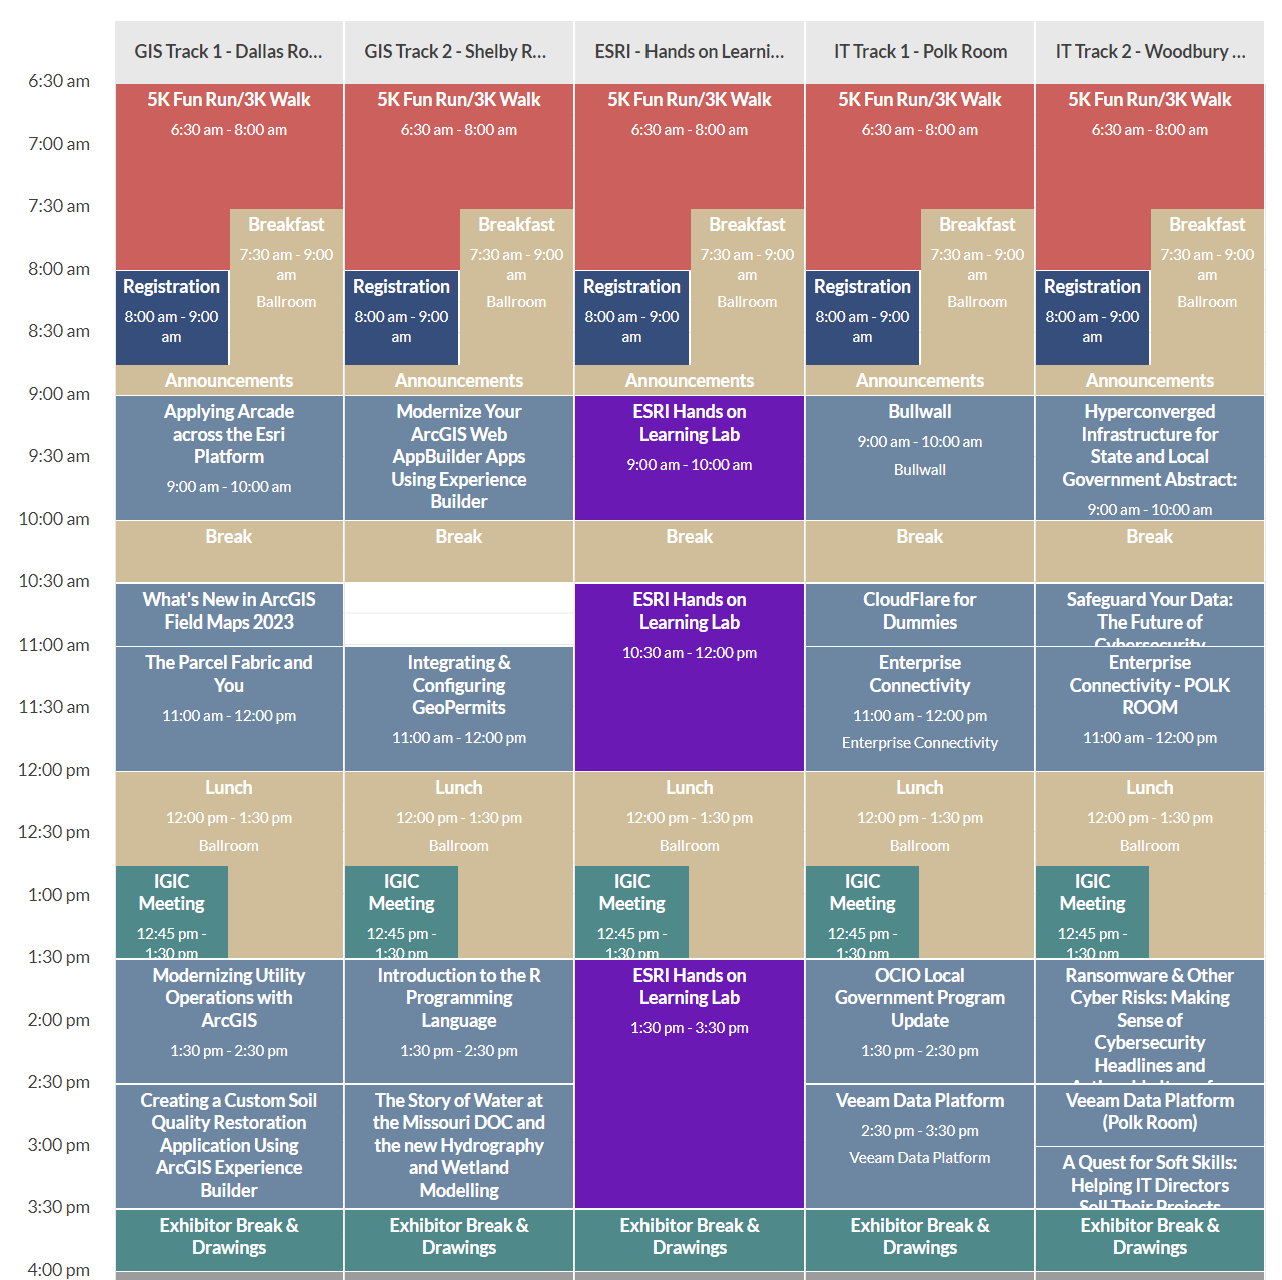 GIS Track 1 - Dallas Ro...
GIS Track 2 - Shelby R...
ESRI - Hands on Learni...
IT Track 1 - Polk Room
IT Track 2 - Woodbury ...
6:30 am
7:00 am
7:30 am
8:00 am
8:30 am
9:00 am
9:30 am
10:00 am
10:30 am
11:00 am
11:30 am
12:00 pm
12:30 pm
1:00 pm
1:30 pm
2:00 pm
2:30 pm
3:00 pm
3:30 pm
4:00 pm
5K Fun Run/3K Walk
6:30 am - 8:00 am
Breakfast
7:30 am - 9:00
am
Ballroom
Registration
8:00 am - 9:00
am
Announcements
Applying Arcade
across the Esri
Platform
9:00 am - 10:00 am
Break
What's New in ArcGIS
Field Maps 2023
The Parcel Fabric and
You
11:00 am - 12:00 pm
Lunch
12:00 pm - 1:30 pm
Ballroom
IGIC
Meeting
12:45 pm -
1:30 pm
Modernizing Utility
Operations with
ArcGIS
1:30 pm - 2:30 pm
Creating a Custom Soil
Quality Restoration
Application Using
ArcGIS Experience
Builder
Exhibitor Break &
Drawings
5K Fun Run/3K Walk
6:30 am - 8:00 am
Breakfast
7:30 am - 9:00
am
Ballroom
Registration
8:00 am - 9:00
am
Announcements
Modernize Your
ArcGIS Web
AppBuilder Apps
Using Experience
Builder
Break
Integrating &
Configuring
GeoPermits
11:00 am - 12:00 pm
Lunch
12:00 pm - 1:30 pm
Ballroom
IGIC
Meeting
12:45 pm -
1:30 pm
Introduction to the R
Programming
Language
1:30 pm - 2:30 pm
The Story of Water at
the Missouri DOC and
the new Hydrography
and Wetland
Modelling
Exhibitor Break &
Drawings
5K Fun Run/3K Walk
6:30 am - 8:00 am
Breakfast
7:30 am - 9:00
am
Ballroom
Registration
8:00 am - 9:00
am
Announcements
ESRI Hands on
Learning Lab
9:00 am - 10:00 am
Break
ESRI Hands on
Learning Lab
10:30 am - 12:00 pm
Lunch
12:00 pm - 1:30 pm
Ballroom
IGIC
Meeting
12:45 pm -
1:30 pm
ESRI Hands on
Learning Lab
1:30 pm - 3:30 pm
Exhibitor Break &
Drawings
5K Fun Run/3K Walk
6:30 am - 8:00 am
Breakfast
7:30 am - 9:00
am
Ballroom
Registration
8:00 am - 9:00
am
Announcements
Bullwall
9:00 am - 10:00 am
Bullwall
Break
CloudFlare for
Dummies
Enterprise
Connectivity
11:00 am - 12:00 pm
Enterprise Connectivity
Lunch
12:00 pm - 1:30 pm
Ballroom
IGIC
Meeting
12:45 pm -
1:30 pm
OCIO Local
Government Program
Update
1:30 pm - 2:30 pm
Veeam Data Platform
2:30 pm - 3:30 pm
Veeam Data Platform
Exhibitor Break &
Drawings
5K Fun Run/3K Walk
6:30 am - 8:00 am
Breakfast
7:30 am - 9:00
am
Ballroom
Registration
8:00 am - 9:00
am
Announcements
Hyperconverged
Infrastructure for
State and Local
Government Abstract:
9:00 am - 10:00 am
Break
Safeguard Your Data:
The Future of
Cybersecurity
Enterprise
Connectivity - POLK
ROOM
11:00 am - 12:00 pm
Lunch
12:00 pm - 1:30 pm
Ballroom
IGIC
Meeting
12:45 pm -
1:30 pm
Ransomware & Other
Cyber Risks: Making
Sense of
Cybersecurity
Headlines and
Veeam Data Platform
(Polk Room)
A Quest for Soft Skills:
Helping IT Directors
Sell Their Projects
Exhibitor Break &
Drawings